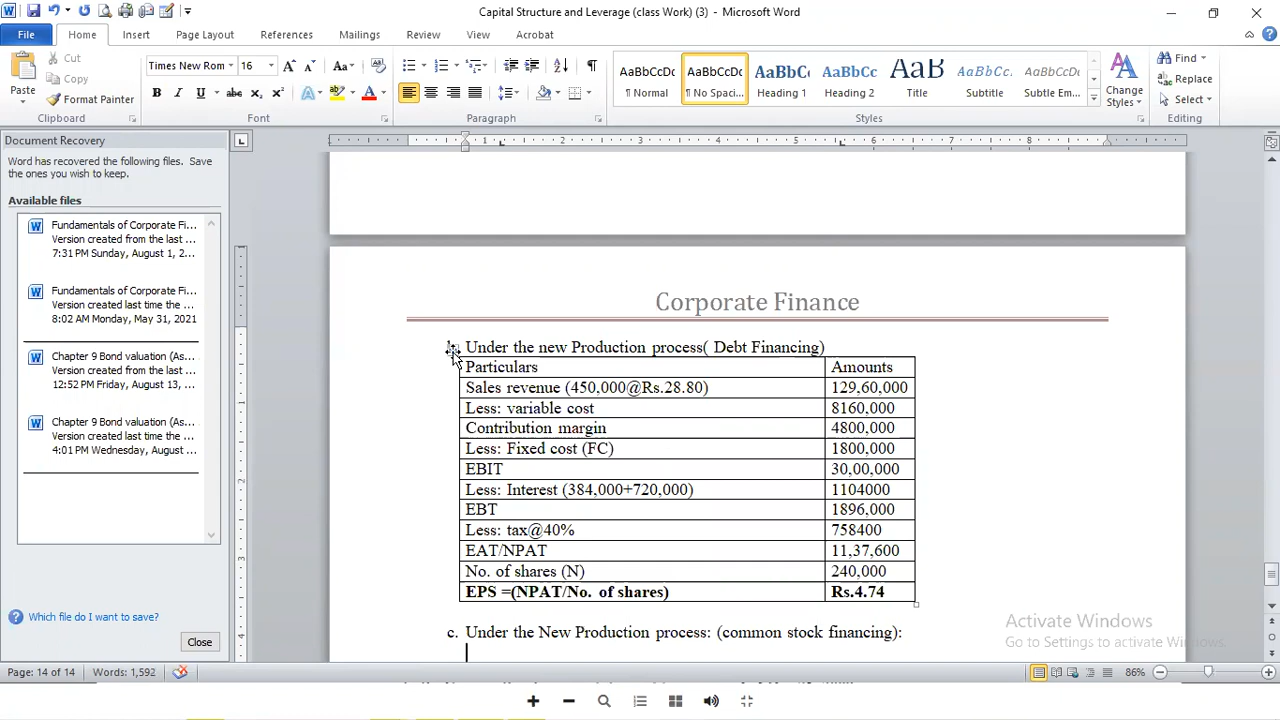 Capital Structure and Leverage (class Work) (3) - Microsoft Word
File Home Insert Page Layout References Mailings Review View Acrobat
Paste
Cut
Copy
Format Painter
Clipboard
Times New Rom 16
Font
Paragraph
AaBbCcDc ¶ Normal
AaBbCcDc ¶ No Spaci...
AaBbC Heading 1
AaBbCc Heading 2
AaB Title
AaBbCc. Subtitle
AaBbCcDc Subtle Em...
Styles
Change Styles
Find
Replace
Select
Editing
Document Recovery
Word has recovered the following files. Save
the ones you wish to keep.
Available files
Fundamentals of Corporate Fi...
Version created from the last ...
7:31 PM Sunday, August 1, 2...
Fundamentals of Corporate Fi...
Version created last time the ...
8:02 AM Monday, May 31, 2021
Chapter 9 Bond valuation (As...
Version created from the last ...
12:52 PM Friday, August 13, ...
Chapter 9 Bond valuation (As...
Version created from the last ...
4:01 PM Wednesday, August ...
Which file do I want to save?
Close
Corporate Finance
Under the new Production process( Debt Financing)
Particulars Amounts
Sales revenue (450,000@Rs.28.80) 129,60,000
Less: variable cost 8160,000
Contribution margin 4800,000
Less: Fixed cost (FC) 1800,000
EBIT 30,00,000
Less: Interest (384,000+720,000) 1104000
EBT 1896,000
Less: tax@40% 758400
EAT/NPAT 11,37,600
No. of shares (N) 240,000
EPS =(NPAT/No. of shares) Rs.4.74
c. Under the New Production process: (common stock financing):
Activate Windows
Go to Settings to activate Windows.
Page: 14 of 14 Words: 1,592 86%